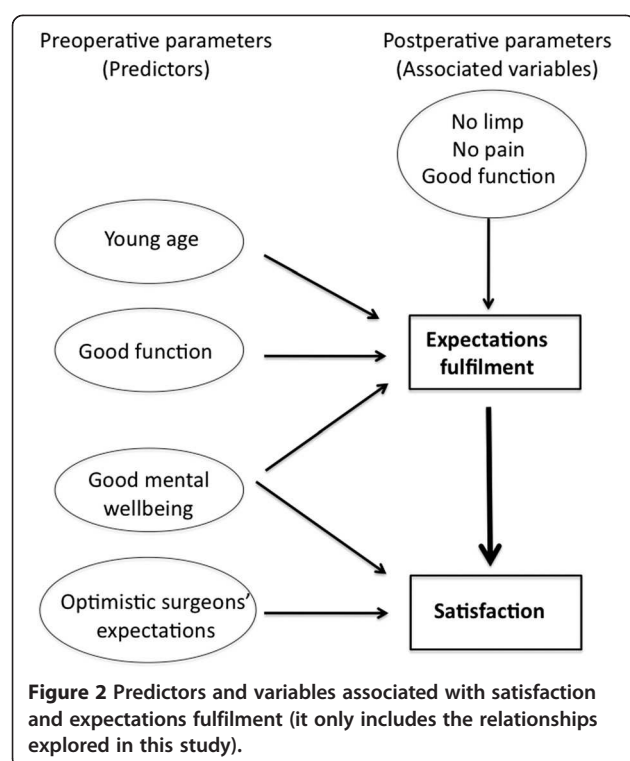 Preoperative parameters
(Predictors)
Postperative parameters
(Associated variables)
No limp
No pain
Good function
Young age
Good function
Expectations
fulfilment
Good mental
wellbeing
Optimistic surgeons'
expectations
Satisfaction
Figure 2 Predictors and variables associated with satisfaction
and expectations fulfilment (it only includes the relationships
explored in this study).